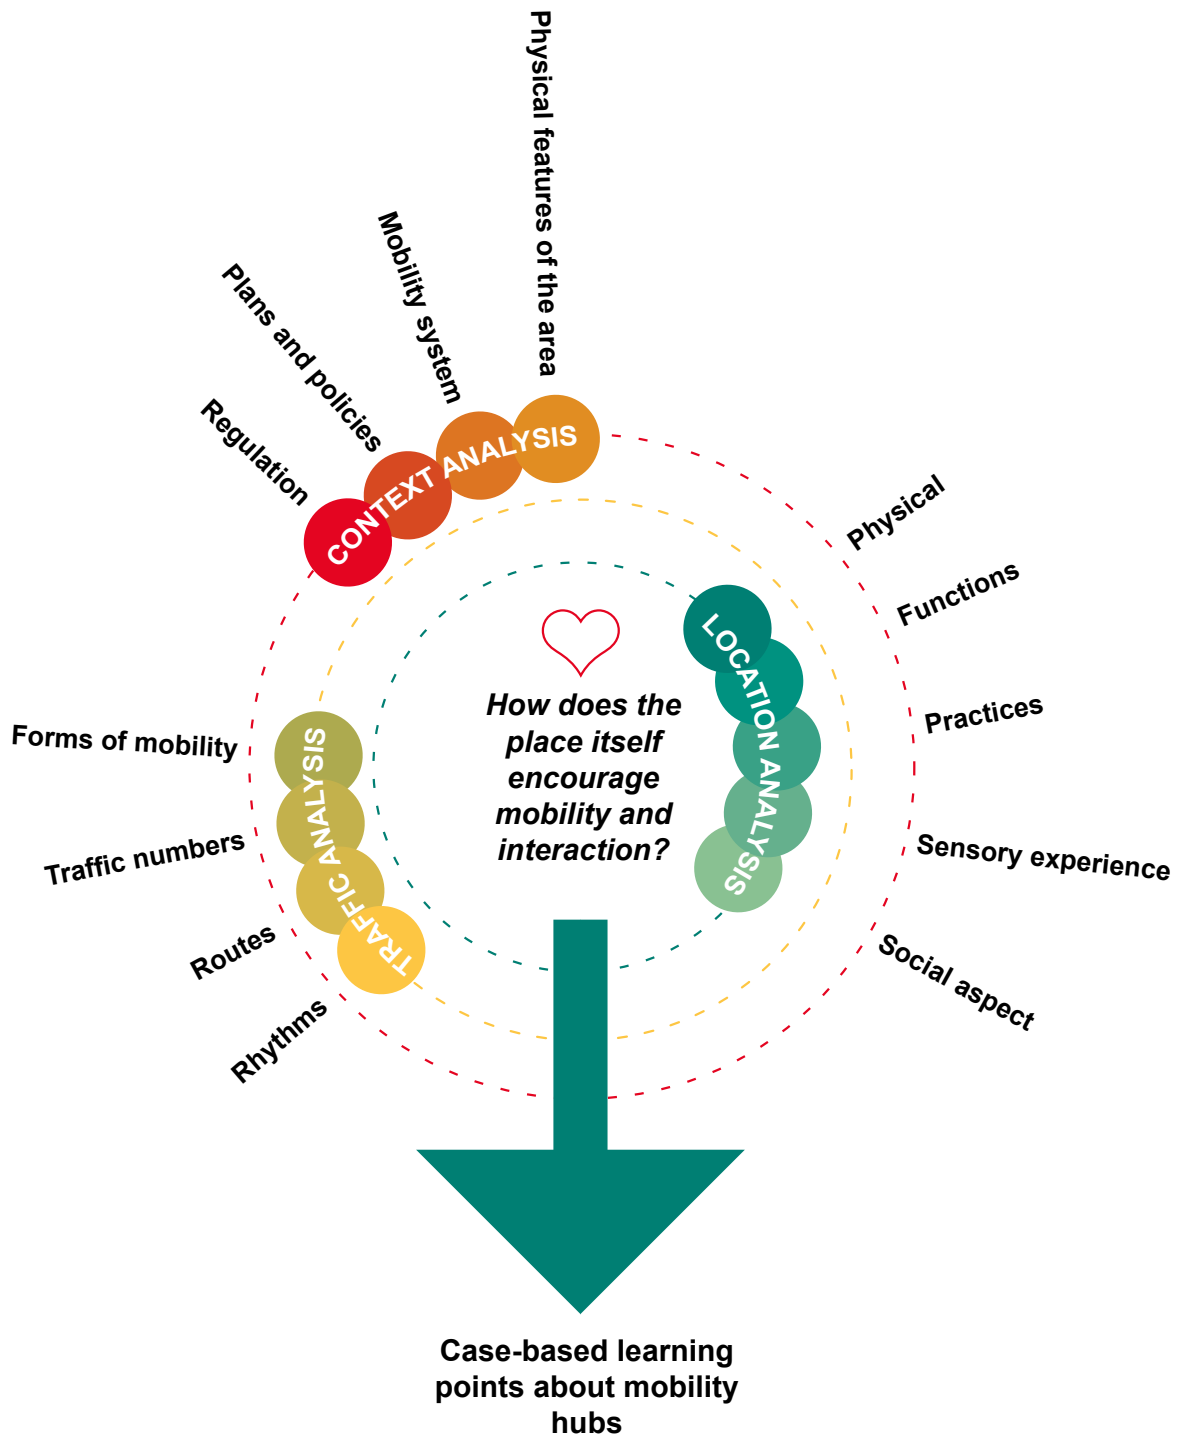 Physical features of the area
Mobility system
Plans and policies
Regulation
CONTEXT ANALYSIS
Physical
Functions
Practices
Sensory experience
Social aspect
LOCATION ANALYSIS
How does the
place itself
encourage
mobility and
interaction?
Forms of mobility
Traffic numbers
Routes
Rhythms
TRAFFIC ANALYSIS
Case-based learning
points about mobility
hubs